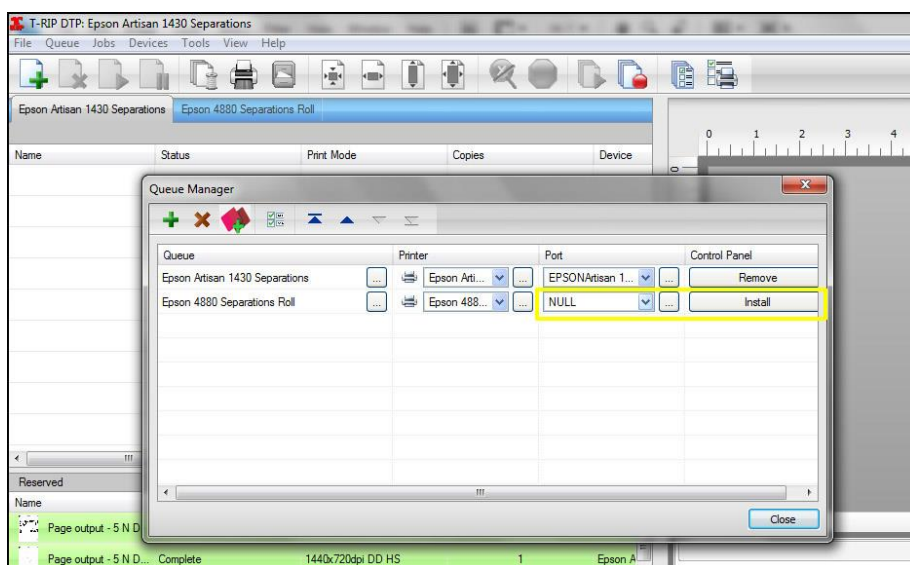 T-RIP DTP: Epson Artisan 1430 Separations
File Queue Jobs Devices Tools View Help
Epson Artisan 1430 Separations Epson 4880 Separations Roll
0 1 2 3 4
Name Status Print Mode Copies Device
0
Queue Manager
Queue Printer Port Control Panel
Epson Artisan 1430 Separations ... Epson Arti... ... EPSONArtisan 1... ... Remove
Epson 4880 Separations Roll ... Epson 488... ... NULL ... Install
Reserved
Name
Close
Page output - 5 N D
Page output - 5 N D... Complete 1440x720dpi DD HS 1 Epson A